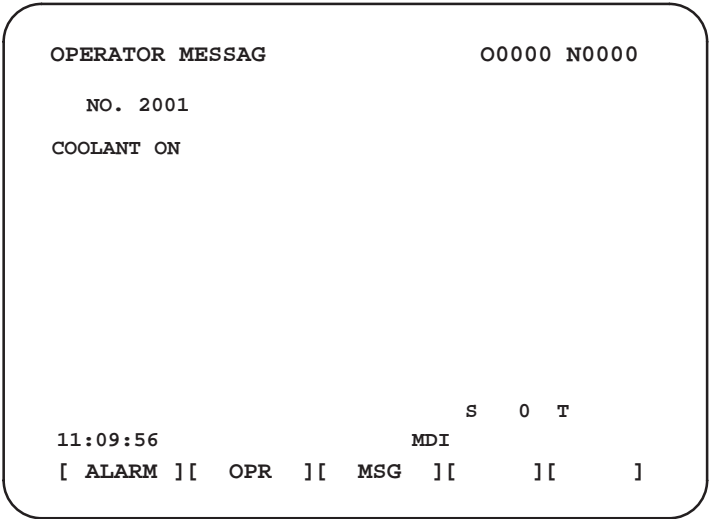 OPERATOR MESSAG O0000 N0000
NO. 2001
COOLANT ON
S 0 T
11:09:56 MDI
[ ALARM ][ OPR ][ MSG ][ ][ ]